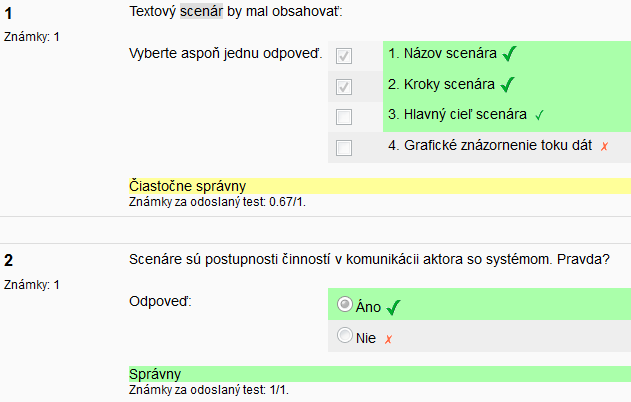 1
Textový scenár by mal obsahovať:
Známky: 1
Vyberte aspoň jednu odpoveď.
1. Názov scenára
2. Kroky scenára
3. Hlavný cieľ scenára
4. Grafické znázornenie toku dát
Čiastočne správny
Známky za odoslaný test: 0.67/1.
2
Scenáre sú postupnosti činností v komunikácii aktora so systémom. Pravda?
Známky: 1
Odpoveď:
Áno
Nie
Správny
Známky za odoslaný test: 1/1.